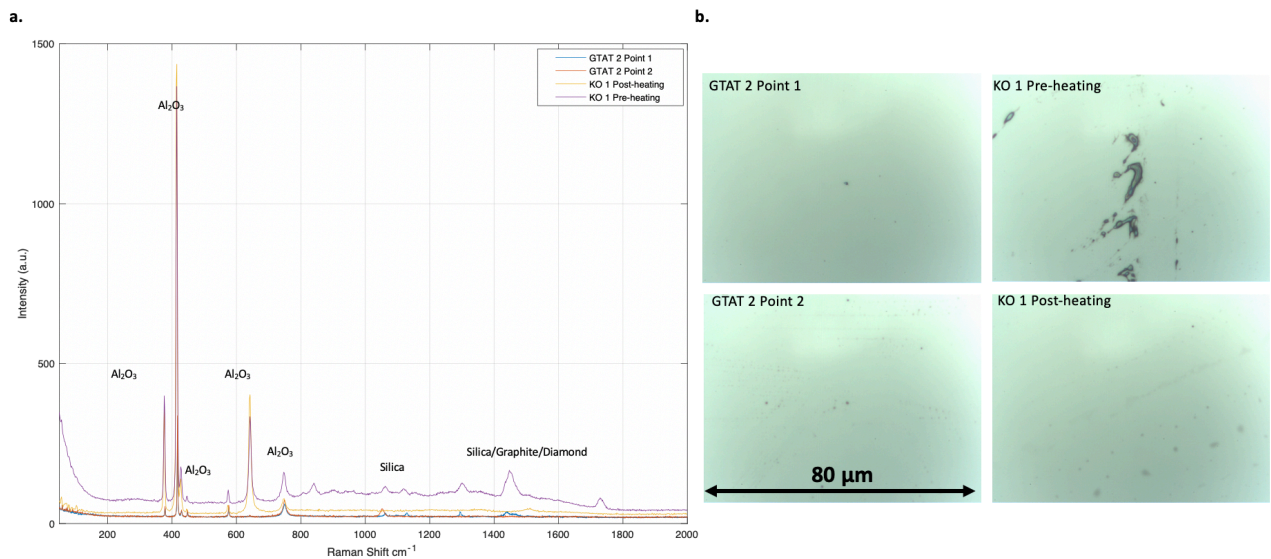 a.
b.
1500
1000
500
0
200
400
600
800
1000
1200
1400
1600
1800
2000
Intensity (a.u.)
Raman Shift cm⁻¹
GTAT 2 Point 1
GTAT 2 Point 2
KO 1 Post-heating
KO 1 Pre-heating
Al₂O₃
Al₂O₃
Al₂O₃
Al₂O₃
Al₂O₃
Silica
Silica/Graphite/Diamond
GTAT 2 Point 1
KO 1 Pre-heating
GTAT 2 Point 2
KO 1 Post-heating
80 µm